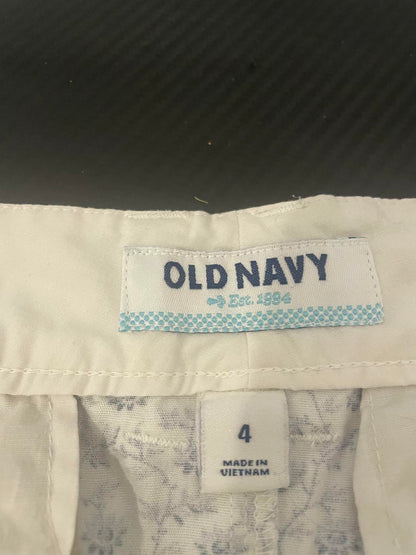 OLD NAVY
Est. 1994
4
MADE IN
VIETNAM